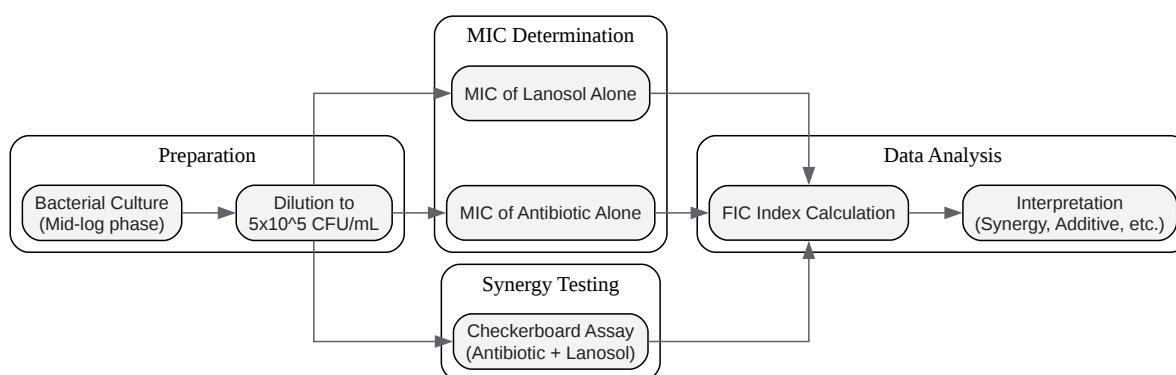 MIC Determination
MIC of Lanosol Alone
Preparation
Data Analysis
Bacterial Culture
(Mid-log phase)
Dilution to
5x10^5 CFU/mL
MIC of Antibiotic Alone
FIC Index Calculation
Interpretation
(Synergy, Additive, etc.)
Synergy Testing
Checkerboard Assay
(Antibiotic + Lanosol)